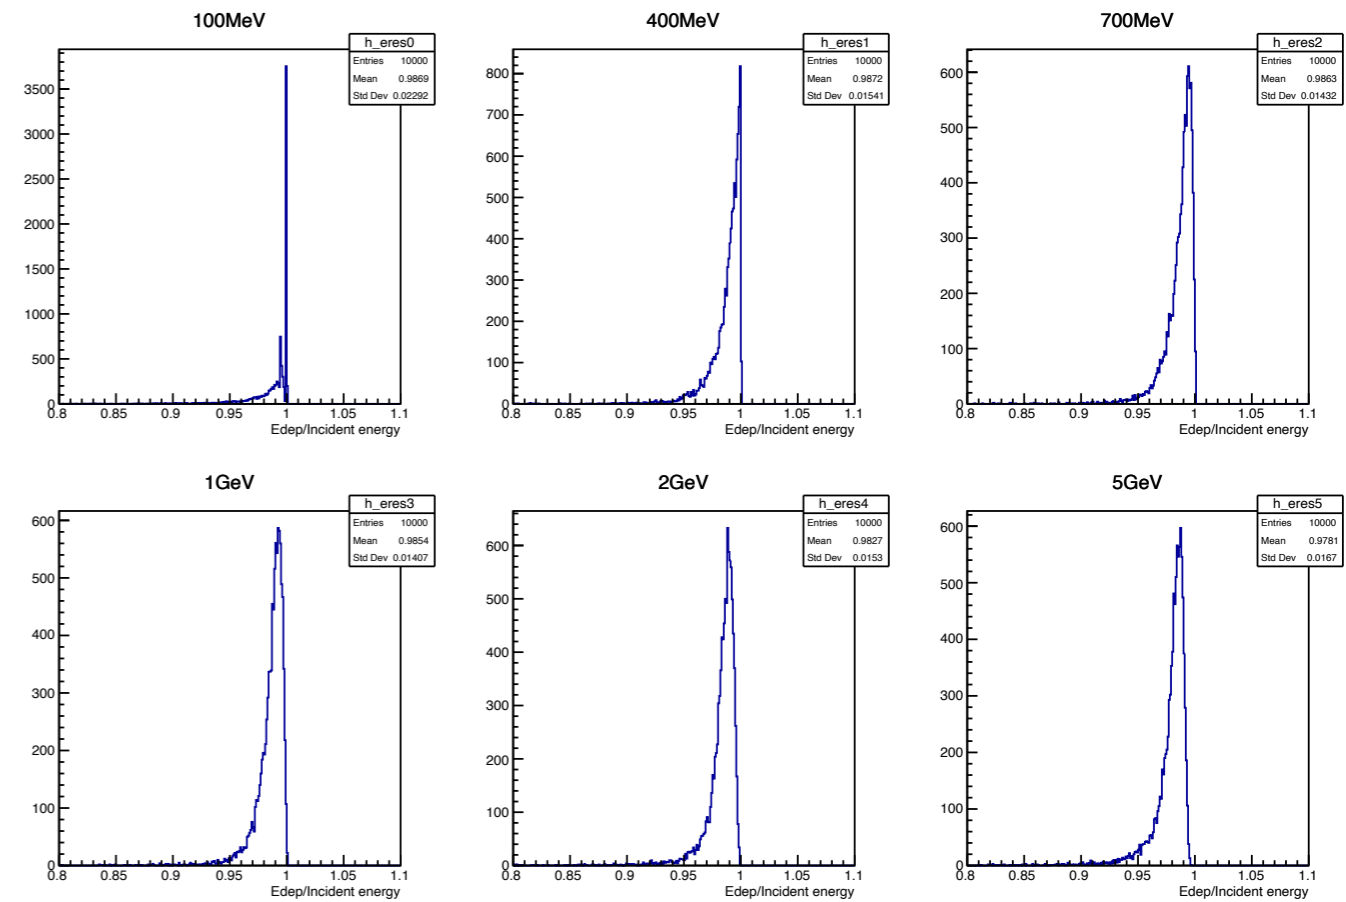 100MeV
h_eres0
Entries 10000
Mean 0.9869
Std Dev 0.02292
3500
3000
2500
2000
1500
1000
500
0
0.8 0.85 0.9 0.95 1 1.05 1.1
Edep/Incident energy
400MeV
h_eres1
Entries 10000
Mean 0.9872
Std Dev 0.01541
800
700
600
500
400
300
200
100
0
0.8 0.85 0.9 0.95 1 1.05 1.1
Edep/Incident energy
700MeV
h_eres2
Entries 10000
Mean 0.9863
Std Dev 0.01432
600
500
400
300
200
100
0
0.8 0.85 0.9 0.95 1 1.05 1.1
Edep/Incident energy
1GeV
h_eres3
Entries 10000
Mean 0.9854
Std Dev 0.01407
600
500
400
300
200
100
0
0.8 0.85 0.9 0.95 1 1.05 1.1
Edep/Incident energy
2GeV
h_eres4
Entries 10000
Mean 0.9827
Std Dev 0.0153
600
500
400
300
200
100
0
0.8 0.85 0.9 0.95 1 1.05 1.1
Edep/Incident energy
5GeV
h_eres5
Entries 10000
Mean 0.9781
Std Dev 0.0167
600
500
400
300
200
100
0
0.8 0.85 0.9 0.95 1 1.05 1.1
Edep/Incident energy